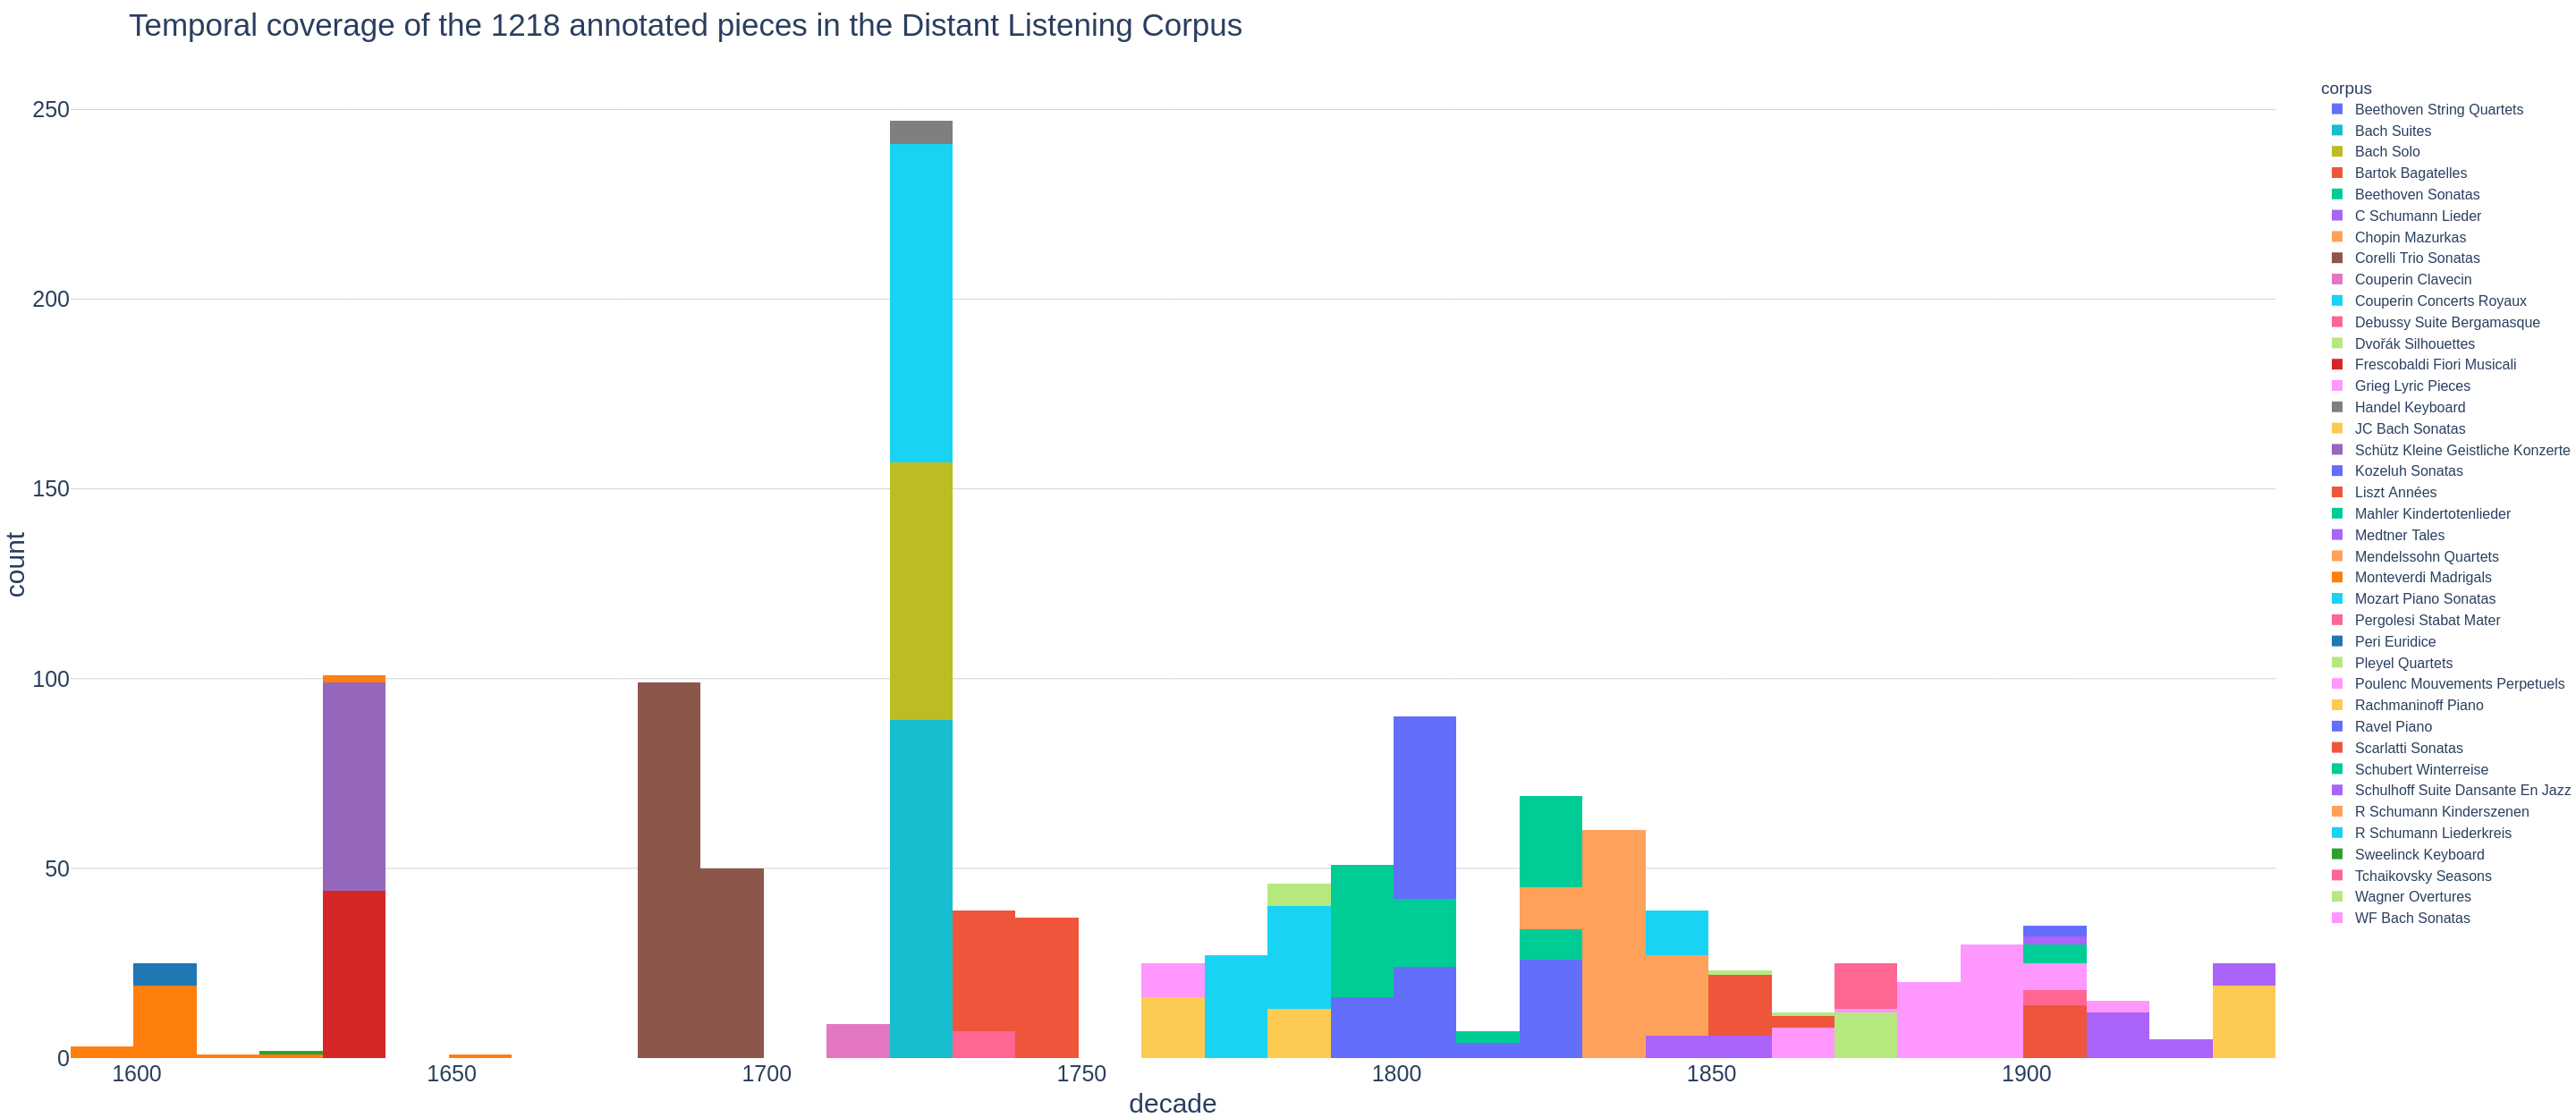 Temporal coverage of the 1218 annotated pieces in the Distant Listening Corpus
corpus
Beethoven String Quartets
Bach Suites
Bach Solo
Bartok Bagatelles
Beethoven Sonatas
C Schumann Lieder
Chopin Mazurkas
Corelli Trio Sonatas
Couperin Clavecin
Couperin Concerts Royaux
Debussy Suite Bergamasque
Dvořák Silhouettes
Frescobaldi Fiori Musicali
Grieg Lyric Pieces
Handel Keyboard
JC Bach Sonatas
Schütz Kleine Geistliche Konzerte
Kozeluh Sonatas
Liszt Années
Mahler Kindertotenlieder
Medtner Tales
Mendelssohn Quartets
Monteverdi Madrigals
Mozart Piano Sonatas
Pergolesi Stabat Mater
Peri Euridice
Pleyel Quartets
Poulenc Mouvements Perpetuels
Rachmaninoff Piano
Ravel Piano
Scarlatti Sonatas
Schubert Winterreise
Schulhoff Suite Dansante En Jazz
R Schumann Kinderszenen
R Schumann Liederkreis
Sweelinck Keyboard
Tchaikovsky Seasons
Wagner Overtures
WF Bach Sonatas
250
200
150
100
50
0
count
1600 1650 1700 1750 1800 1850 1900
decade